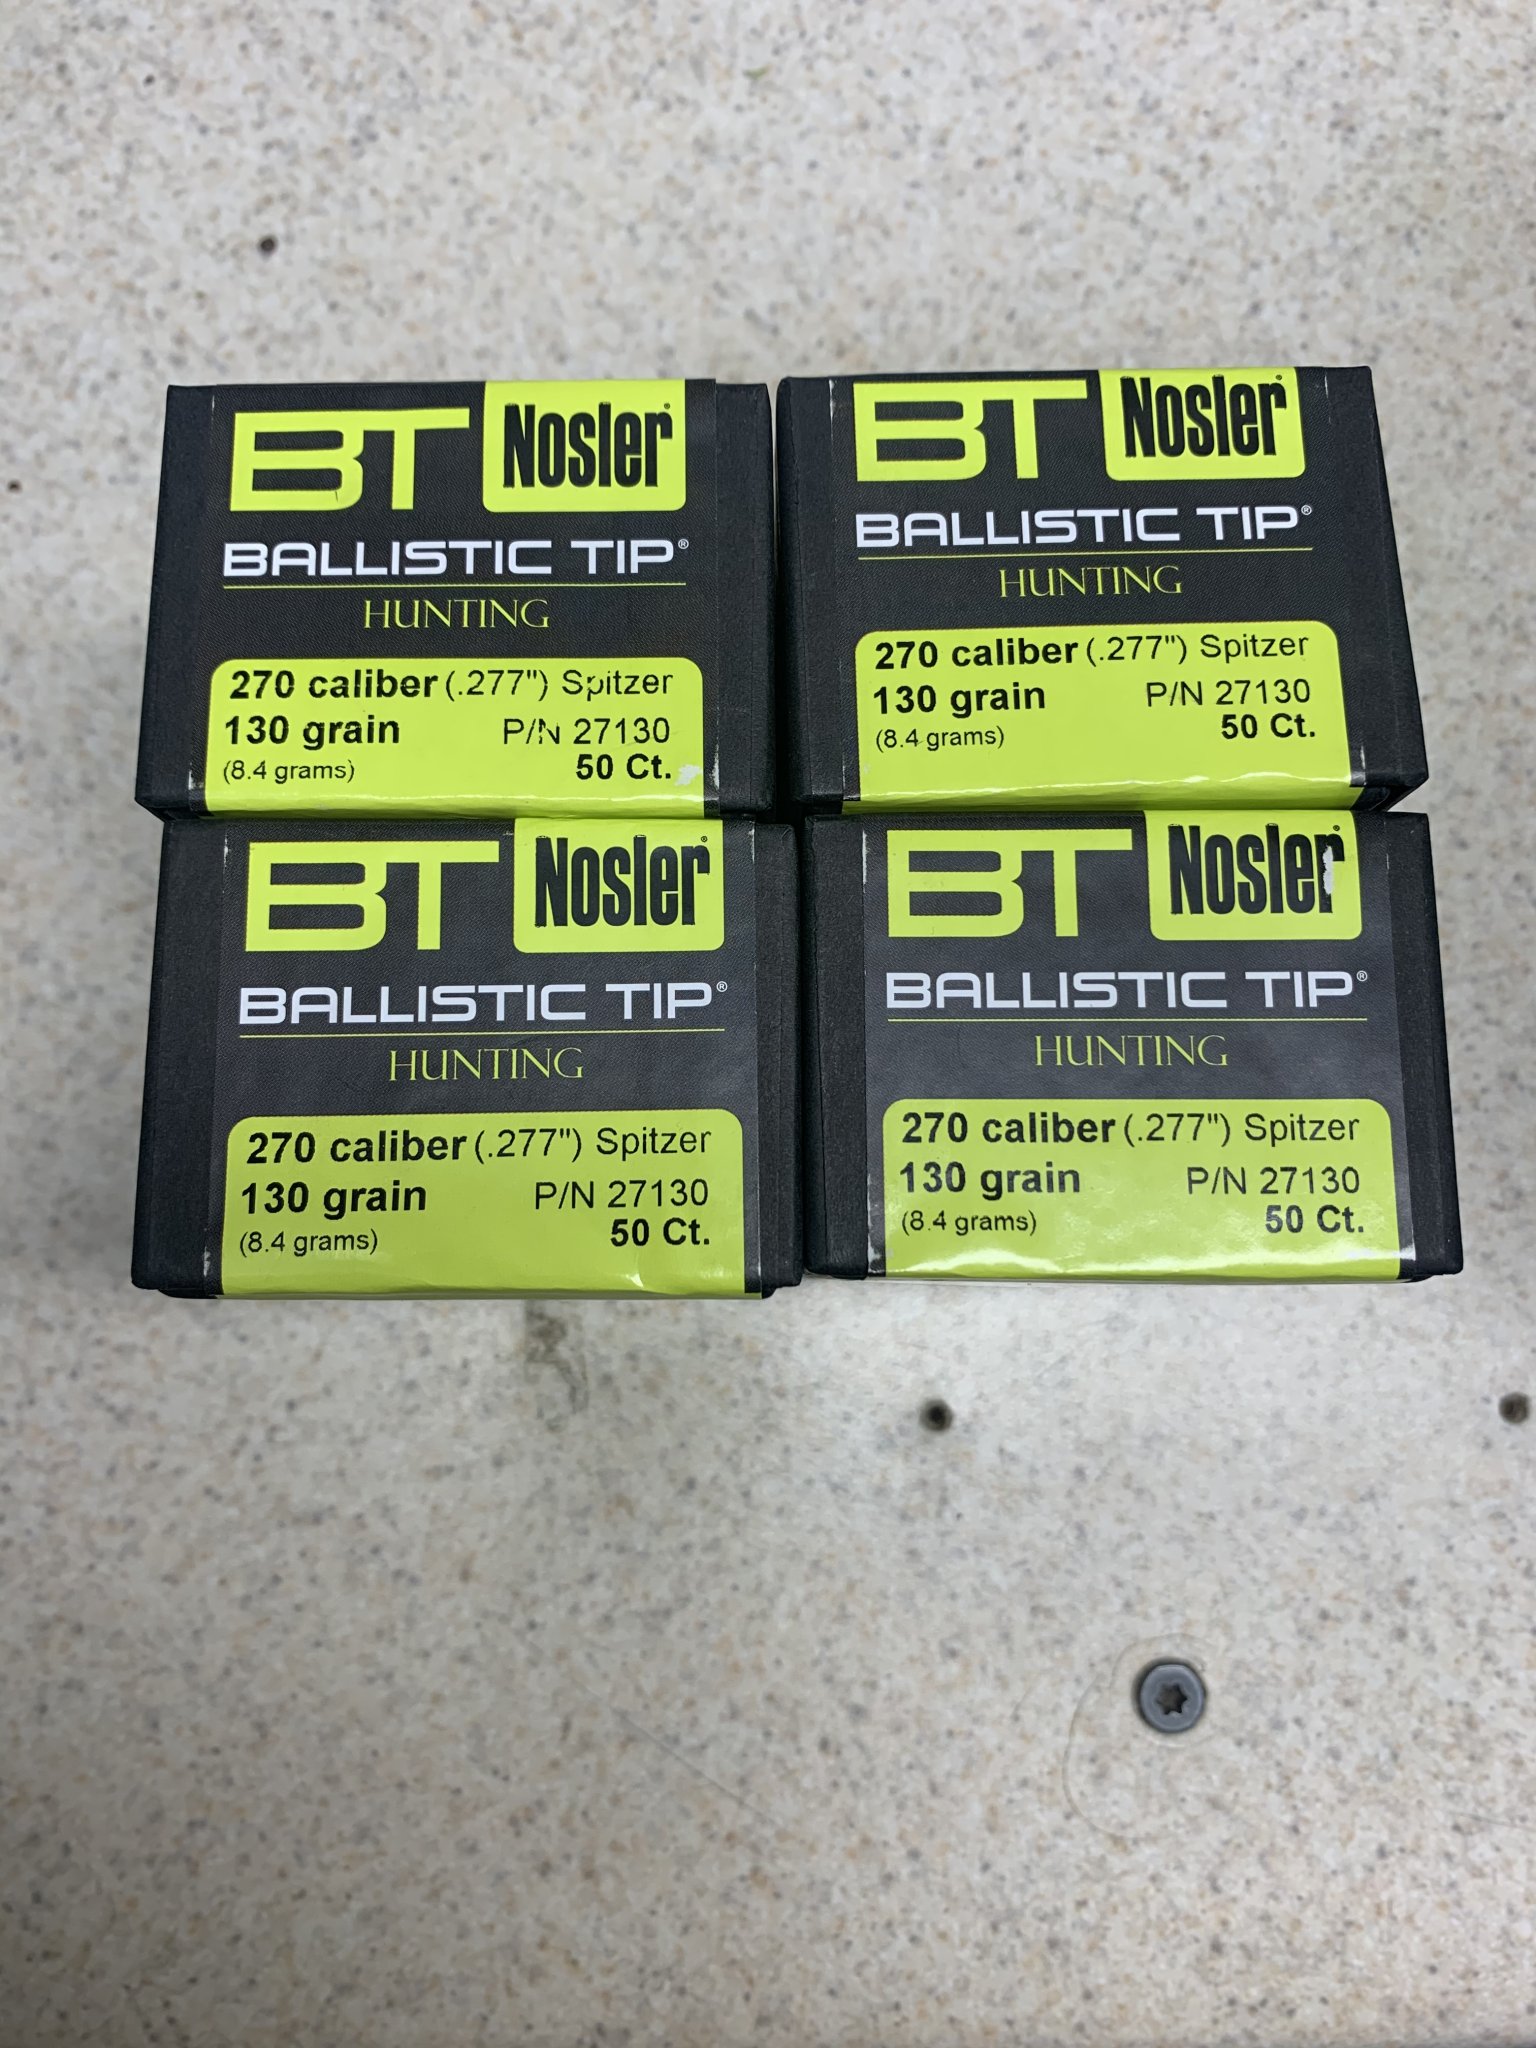 BT Nosler®
BALLISTIC TIP®
HUNTING
270 caliber (.277") Spitzer
130 grain P/N 27130
(8.4 grams) 50 Ct.
BT Nosler®
BALLISTIC TIP®
HUNTING
270 caliber (.277") Spitzer
130 grain P/N 27130
(8.4 grams) 50 Ct.
BT Nosler®
BALLISTIC TIP®
HUNTING
270 caliber (.277") Spitzer
130 grain P/N 27130
(8.4 grams) 50 Ct.
BT Nosler®
BALLISTIC TIP®
HUNTING
270 caliber (.277") Spitzer
130 grain P/N 27130
(8.4 grams) 50 Ct.